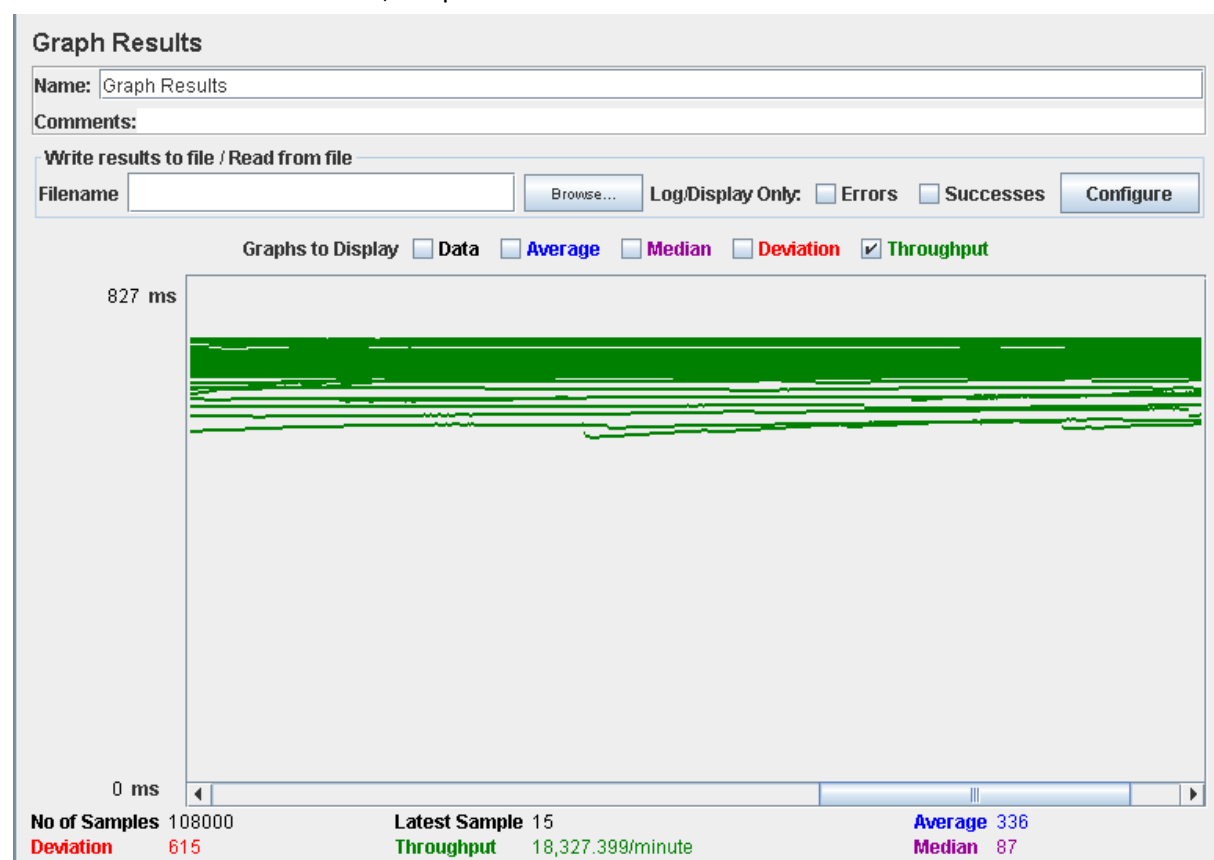 Graph Results
Name: Graph Results
Comments:
Write results to file / Read from file
Filename Browse... Log/Display Only: Errors Successes Configure
Graphs to Display Data Average Median Deviation Throughput
827 ms
0 ms
No of Samples 108000 Latest Sample 15 Average 336
Deviation 615 Throughput 18,327.399/minute Median 87